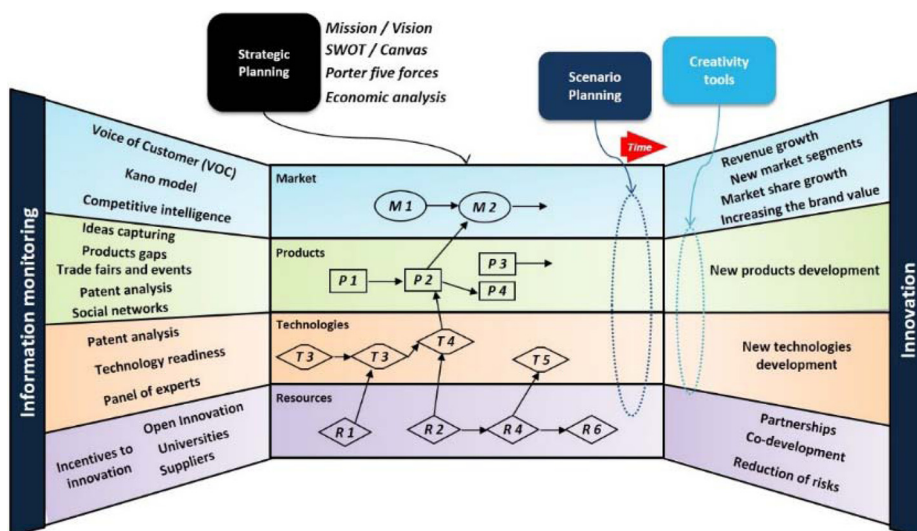 Strategic
Planning
Mission / Vision
SWOT / Canvas
Porter five forces
Economic analysis
Scenario
Planning
Creativity
tools
Time
Information monitoring
Voice of Customer (VOC)
Kano model
Competitive intelligence
Ideas capturing
Products gaps
Trade fairs and events
Patent analysis
Social networks
Patent analysis
Technology readiness
Panel of experts
Open Innovation
Incentives to
innovation
Universities
Suppliers
Market
M 1
M 2
Products
P 1
P 2
P 3
P 4
Technologies
T 3
T 3
T 4
T 5
Resources
R 1
R 2
R 4
R 6
Revenue growth
New market segments
Market share growth
Increasing the brand value
New products development
New technologies
development
Partnerships
Co-development
Reduction of risks
Innovation